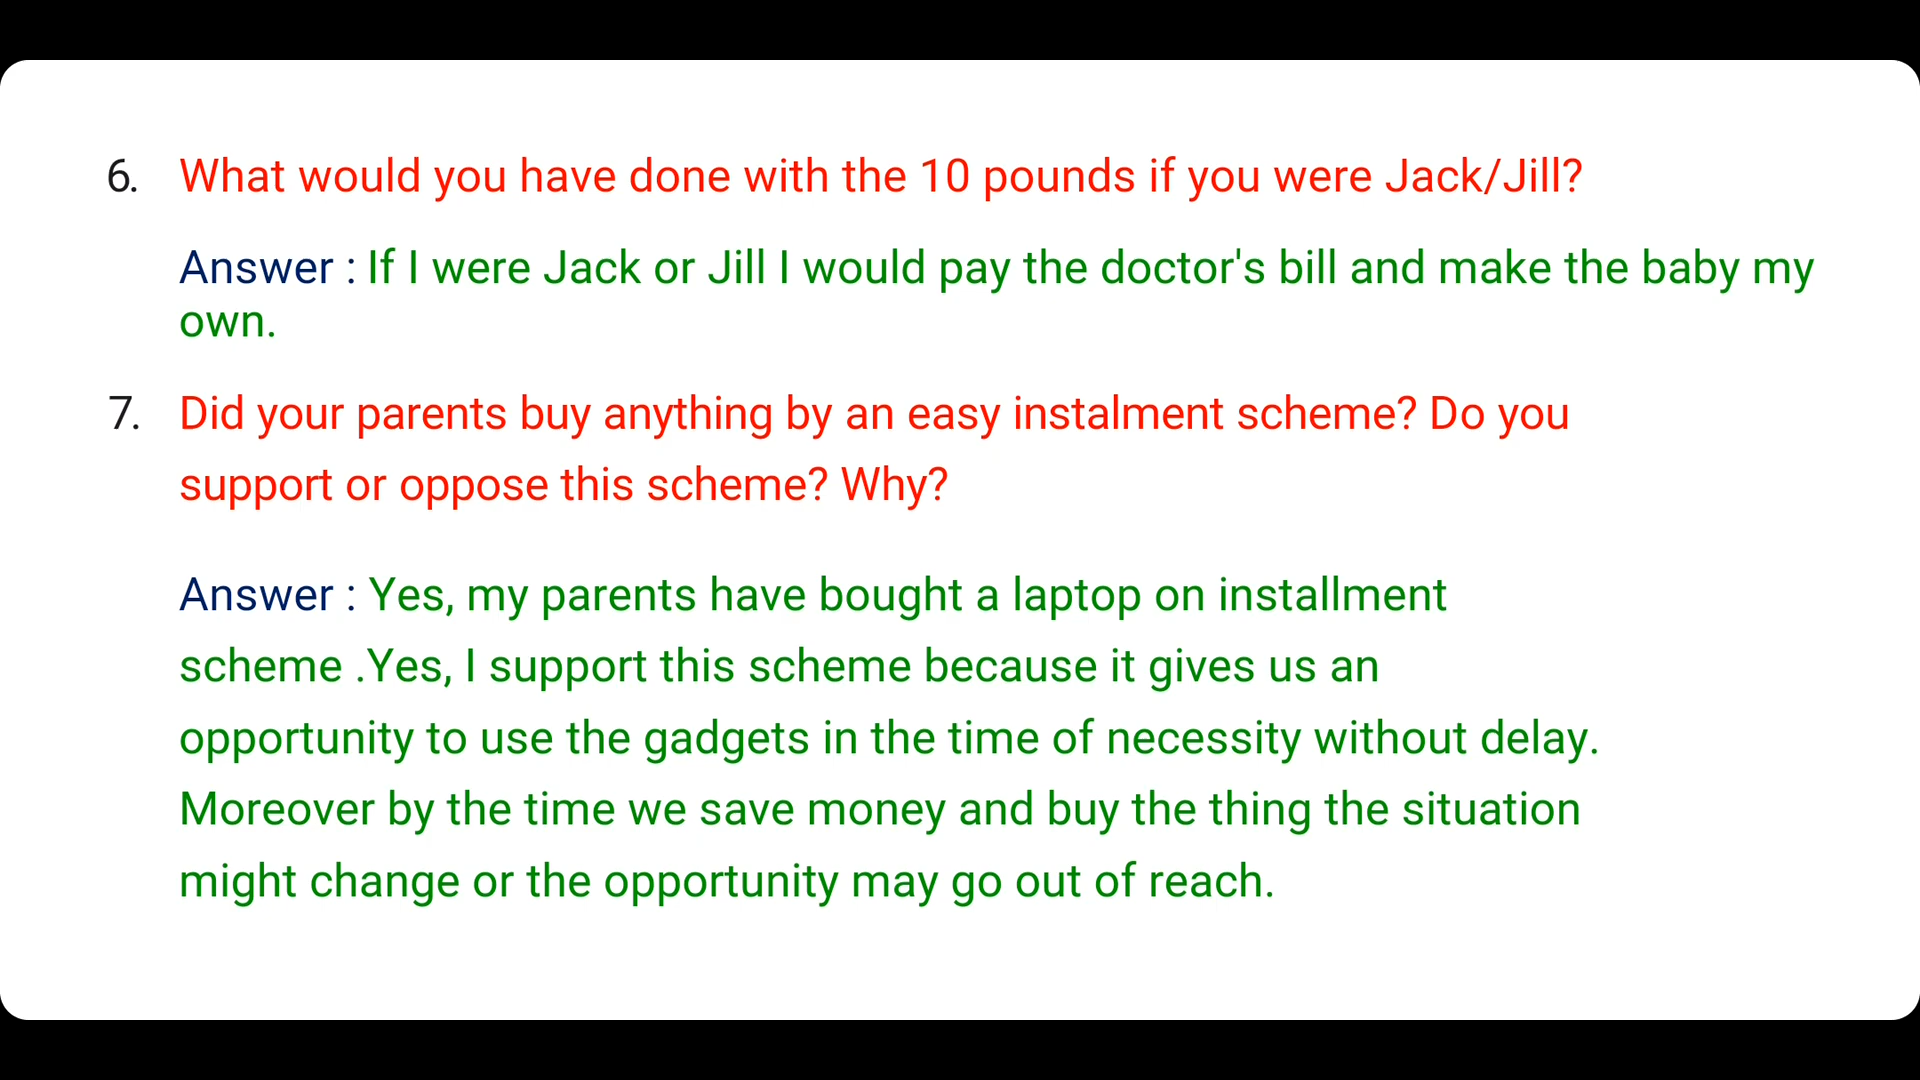 6. What would you have done with the 10 pounds if you were Jack/Jill?
Answer : If I were Jack or Jill I would pay the doctor's bill and make the baby my
own.
7. Did your parents buy anything by an easy instalment scheme? Do you
support or oppose this scheme? Why?
Answer : Yes, my parents have bought a laptop on installment
scheme .Yes, I support this scheme because it gives us an
opportunity to use the gadgets in the time of necessity without delay.
Moreover by the time we save money and buy the thing the situation
might change or the opportunity may go out of reach.